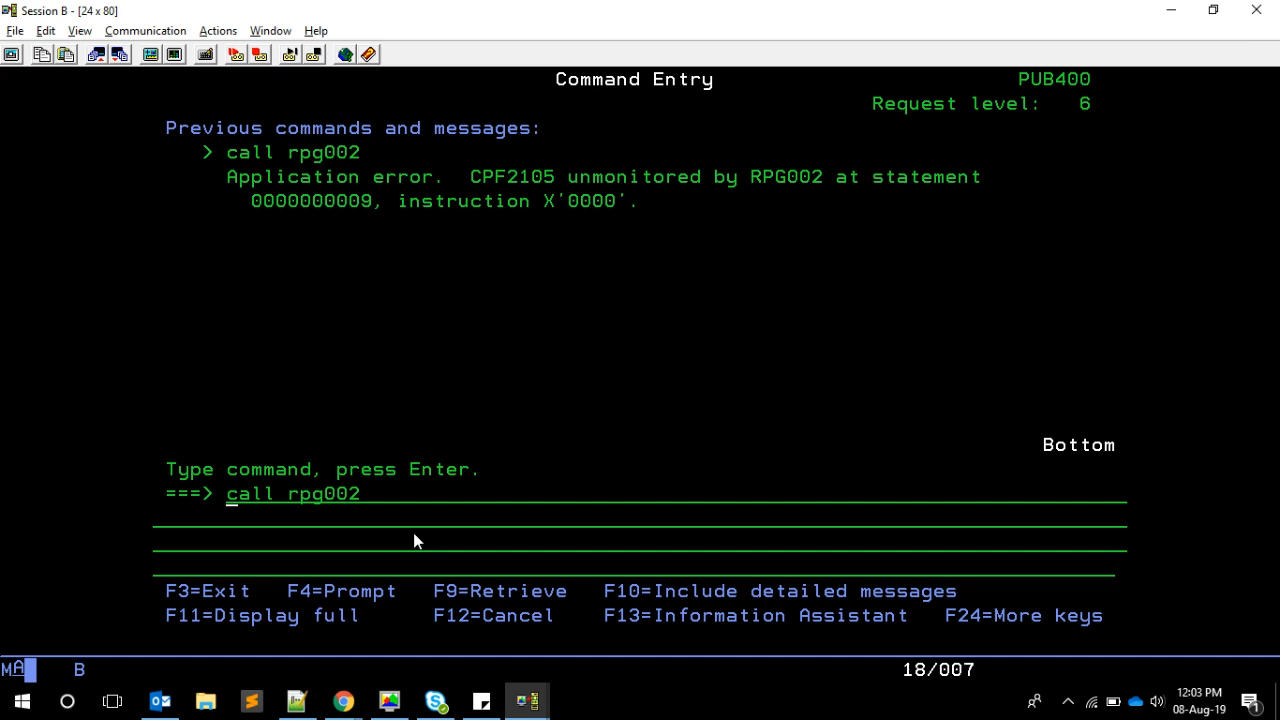 Session B - [24 x 80]
File Edit View Communication Actions Window Help
Command Entry PUB400
Request level: 6
Previous commands and messages:
> call rpg002
Application error. CPF2105 unmonitored by RPG002 at statement
0000000009, instruction X'0000'.
Bottom
Type command, press Enter.
===> call rpg002
F3=Exit F4=Prompt F9=Retrieve F10=Include detailed messages
F11=Display full F12=Cancel F13=Information Assistant F24=More keys
MA B 18/007
12:03 PM
08-Aug-19
1